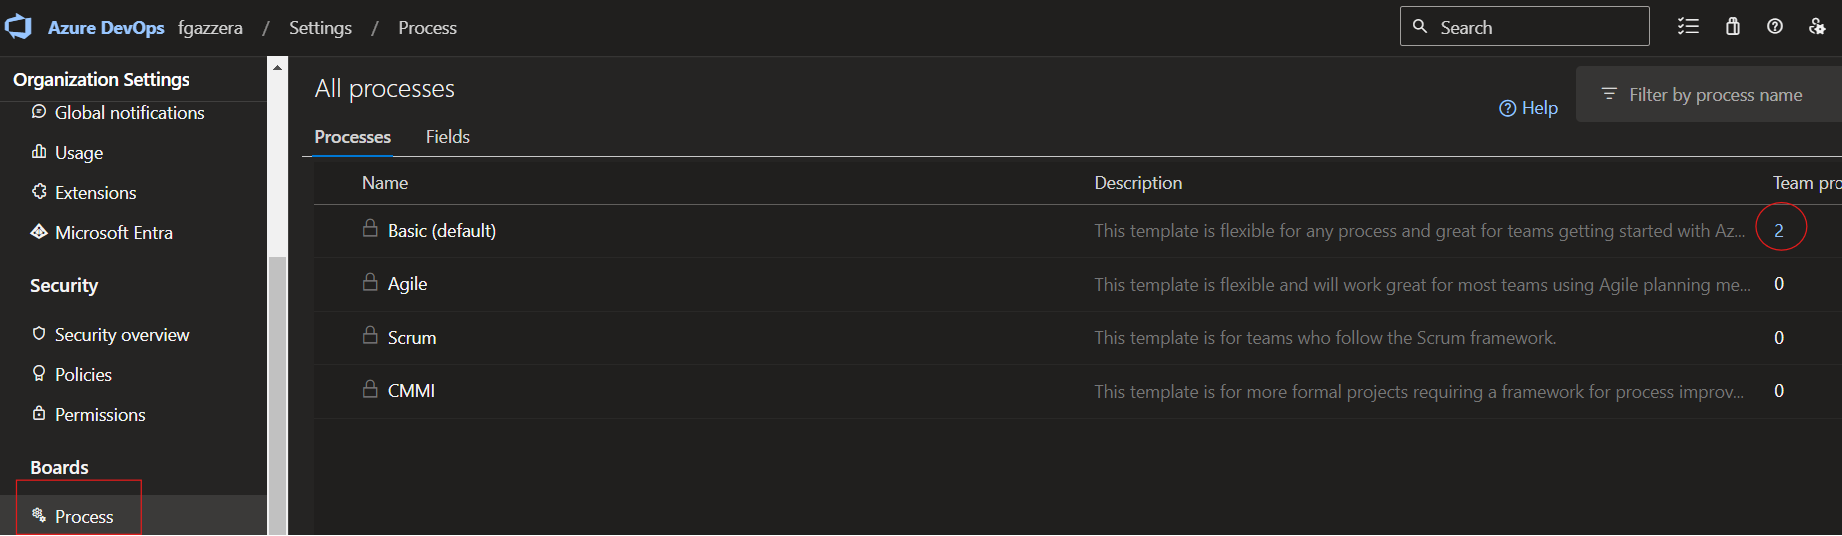 Azure DevOps fgazzera / Settings / Process
Search
Organization Settings
Global notifications
Usage
Extensions
Microsoft Entra
Security
Security overview
Policies
Permissions
Boards
Process
All processes
Help
Filter by process name
Processes Fields
Name Description Team pro
Basic (default) This template is flexible for any process and great for teams getting started with Az... 2
Agile This template is flexible and will work great for most teams using Agile planning me... 0
Scrum This template is for teams who follow the Scrum framework. 0
CMMI This template is for more formal projects requiring a framework for process improv... 0